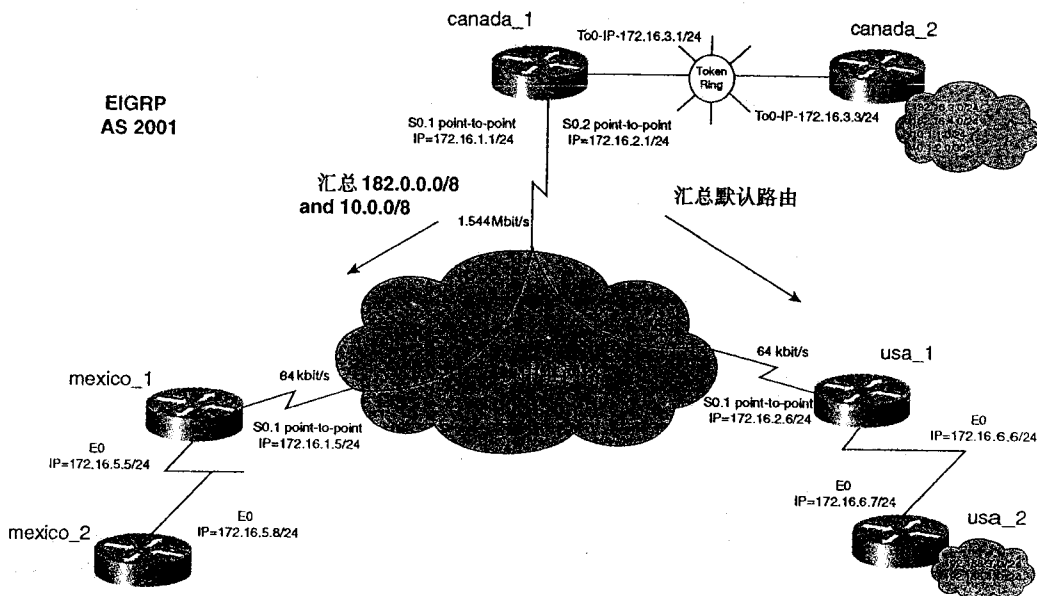 canada_1
To0-IP-172.16.3.1/24
canada_2
Token
Ring
To0-IP-172.16.3.3/24
EIGRP
AS 2001
S0.1 point-to-point
IP=172.16.1.1/24
S0.2 point-to-point
IP=172.16.2.1/24
汇总 182.0.0.0/8
and 10.0.0/8
汇总默认路由
1.544Mbit/s
mexico_1
64 kbit/s
64 kbit/s
usa_1
S0.1 point-to-point
IP=172.16.1.5/24
S0.1 point-to-point
IP=172.16.2.6/24
E0
IP=172.16.5.5/24
E0
IP=172.16.6.6/24
E0
IP=172.16.5.8/24
mexico_2
E0
IP=172.16.6.7/24
usa_2